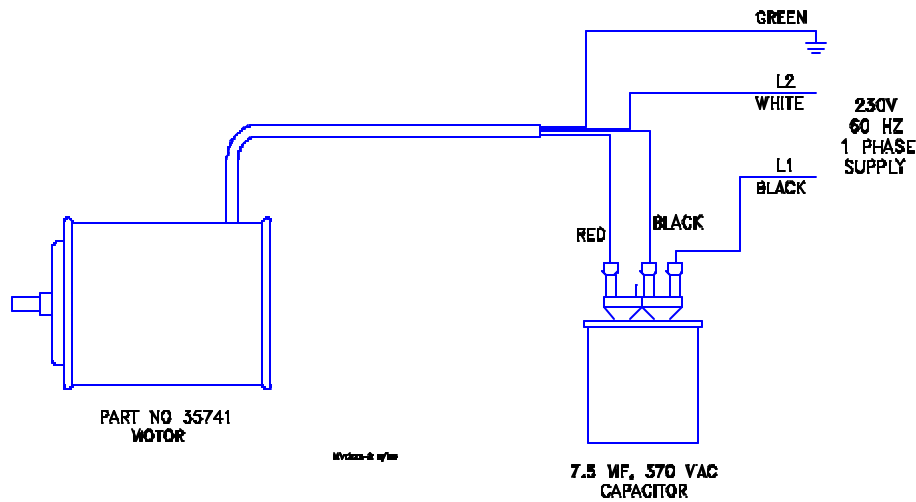 GREEN
L2
WHITE
230V
60 HZ
1 PHASE
SUPPLY
L1
BLACK
RED
BLACK
PART NO 35741
MOTOR
7.5 MF, 370 VAC
CAPACITOR